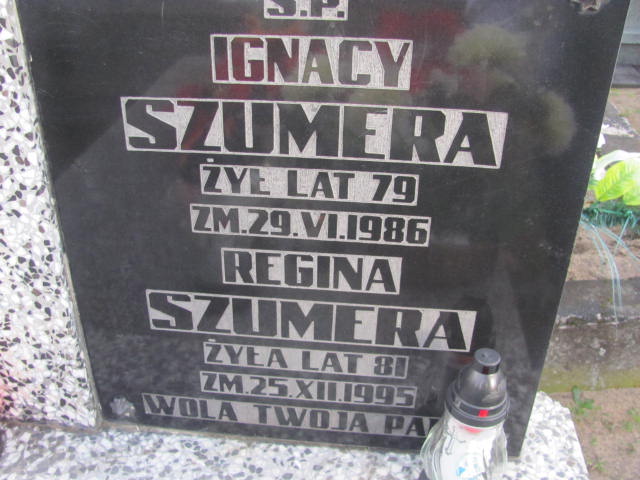 Ś.P.
IGNACY
SZUMERA
ŻYŁ LAT 79
ZM.29.VI.1986
REGINA
SZUMERA
ŻYŁA LAT 81
ZM.25.XII.1995
WOLA TWOJA